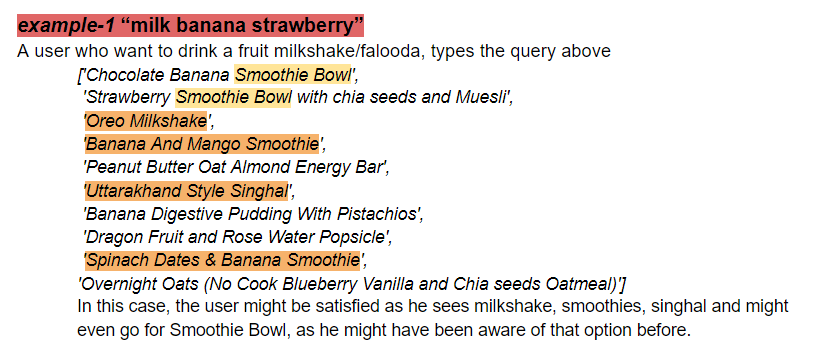 example-1 “milk banana strawberry”
A user who want to drink a fruit milkshake/falooda, types the query above
['Chocolate Banana Smoothie Bowl',
'Strawberry Smoothie Bowl with chia seeds and Muesli',
'Oreo Milkshake',
'Banana And Mango Smoothie',
'Peanut Butter Oat Almond Energy Bar',
'Uttarakhand Style Singhal',
'Banana Digestive Pudding With Pistachios',
'Dragon Fruit and Rose Water Popsicle',
'Spinach Dates & Banana Smoothie',
'Overnight Oats (No Cook Blueberry Vanilla and Chia seeds Oatmeal)']
In this case, the user might be satisfied as he sees milkshake, smoothies, singhal and might
even go for Smoothie Bowl, as he might have been aware of that option before.